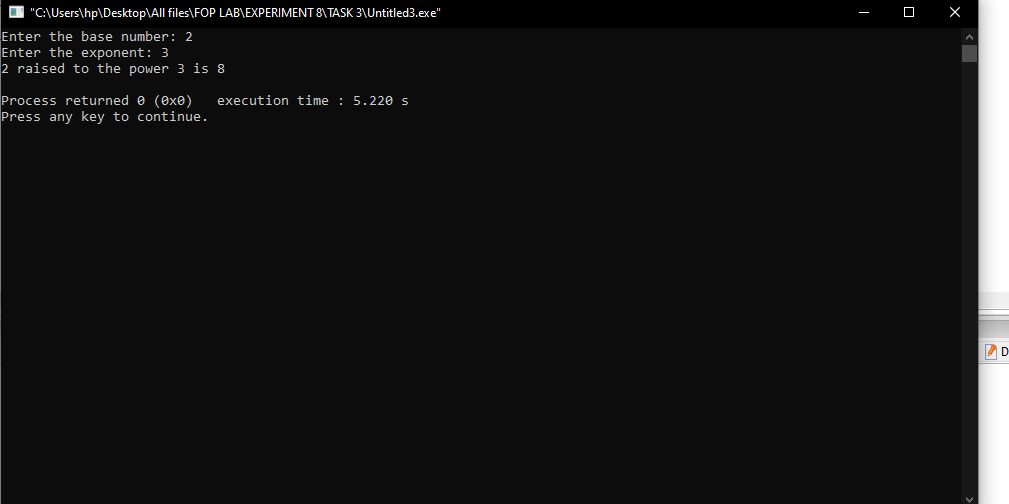 "C:\Users\hp\Desktop\All files\FOP LAB\EXPERIMENT 8\TASK 3\Untitled3.exe"
Enter the base number: 2
Enter the exponent: 3
2 raised to the power 3 is 8
Process returned 0 (0x0)   execution time : 5.220 s
Press any key to continue.
D